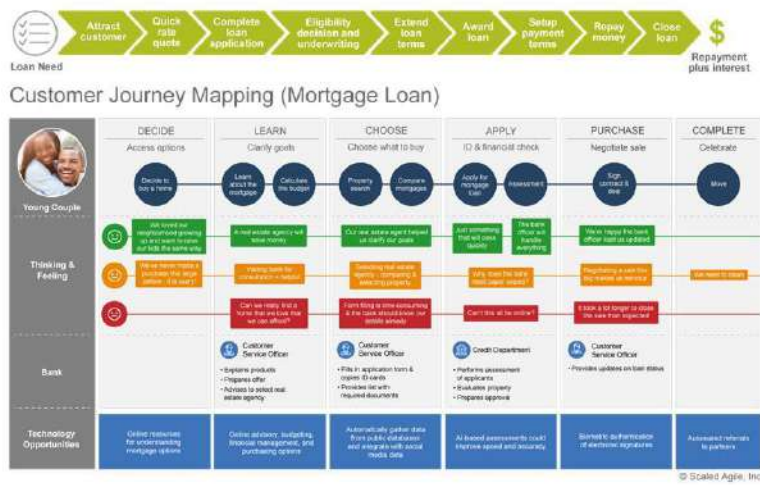 Attract
customer
Quick
rate
quote
Complete
loan
application
Eligibility
decision and
underwriting
Extend
loan
terms
Award
loan
Setup
payment
terms
Repay
money
Close
loan
$
Loan Need
Repayment
plus interest
Customer Journey Mapping (Mortgage Loan)
DECIDE
LEARN
CHOOSE
APPLY
PURCHASE
COMPLETE
Access options
Clarify goals
Choose what to buy
ID & financial check
Negotiate sale
Celebrate
Young Couple
Decide to
buy a home
Learn
about the
mortgage
Calculate
the budget
Property
search
Compare
mortgages
Apply for
mortgage
loan
Assessment
Sign
contract &
Move
Thinking &
Feeling
We loved our
neighborhood growing
up and want to raise
our kids the same way
A real estate agency will
save money
Our real estate agent helped
us clarify our goals
Just something
that will pass
quickly
The bank
officer will
handle
everything
We're happy the bank
officer kept us updated
We've never made a
purchase this large
before
Visiting bank for
consultation = helpful
Selecting real estate
agency - comparing &
selecting property
Why does the bank
need paper
Negotiating a sale
We need to
Can we really find a
home that we love that
we can afford?
Form filling is time consuming
& the bank should know our
details already
Can't this all be online?
It took a lot longer to close
the sale than expected
Bank
Customer
Service Officer
• Explains products
• Prepares offer
• Advises to select real
estate agency
Customer
Service Officer
• Fills in application form &
copies ID cards
• Provides list with
required documents
Credit Department
• Performs assessment
of applicants
• Evaluates property
• Prepares approval
Customer
Service Officer
• Provides updates on loan status
Technology
Opportunities
Online resources
for understanding
mortgage options
Online advisory, budgeting,
financial management, and
purchasing options
Automatically gather data
from public databases
and integrate with social
media data
AI-based assessments could
improve speed and accuracy
Biometric authentication
of electronic signatures
Automated referrals
to partners
© Scaled Agile, Inc